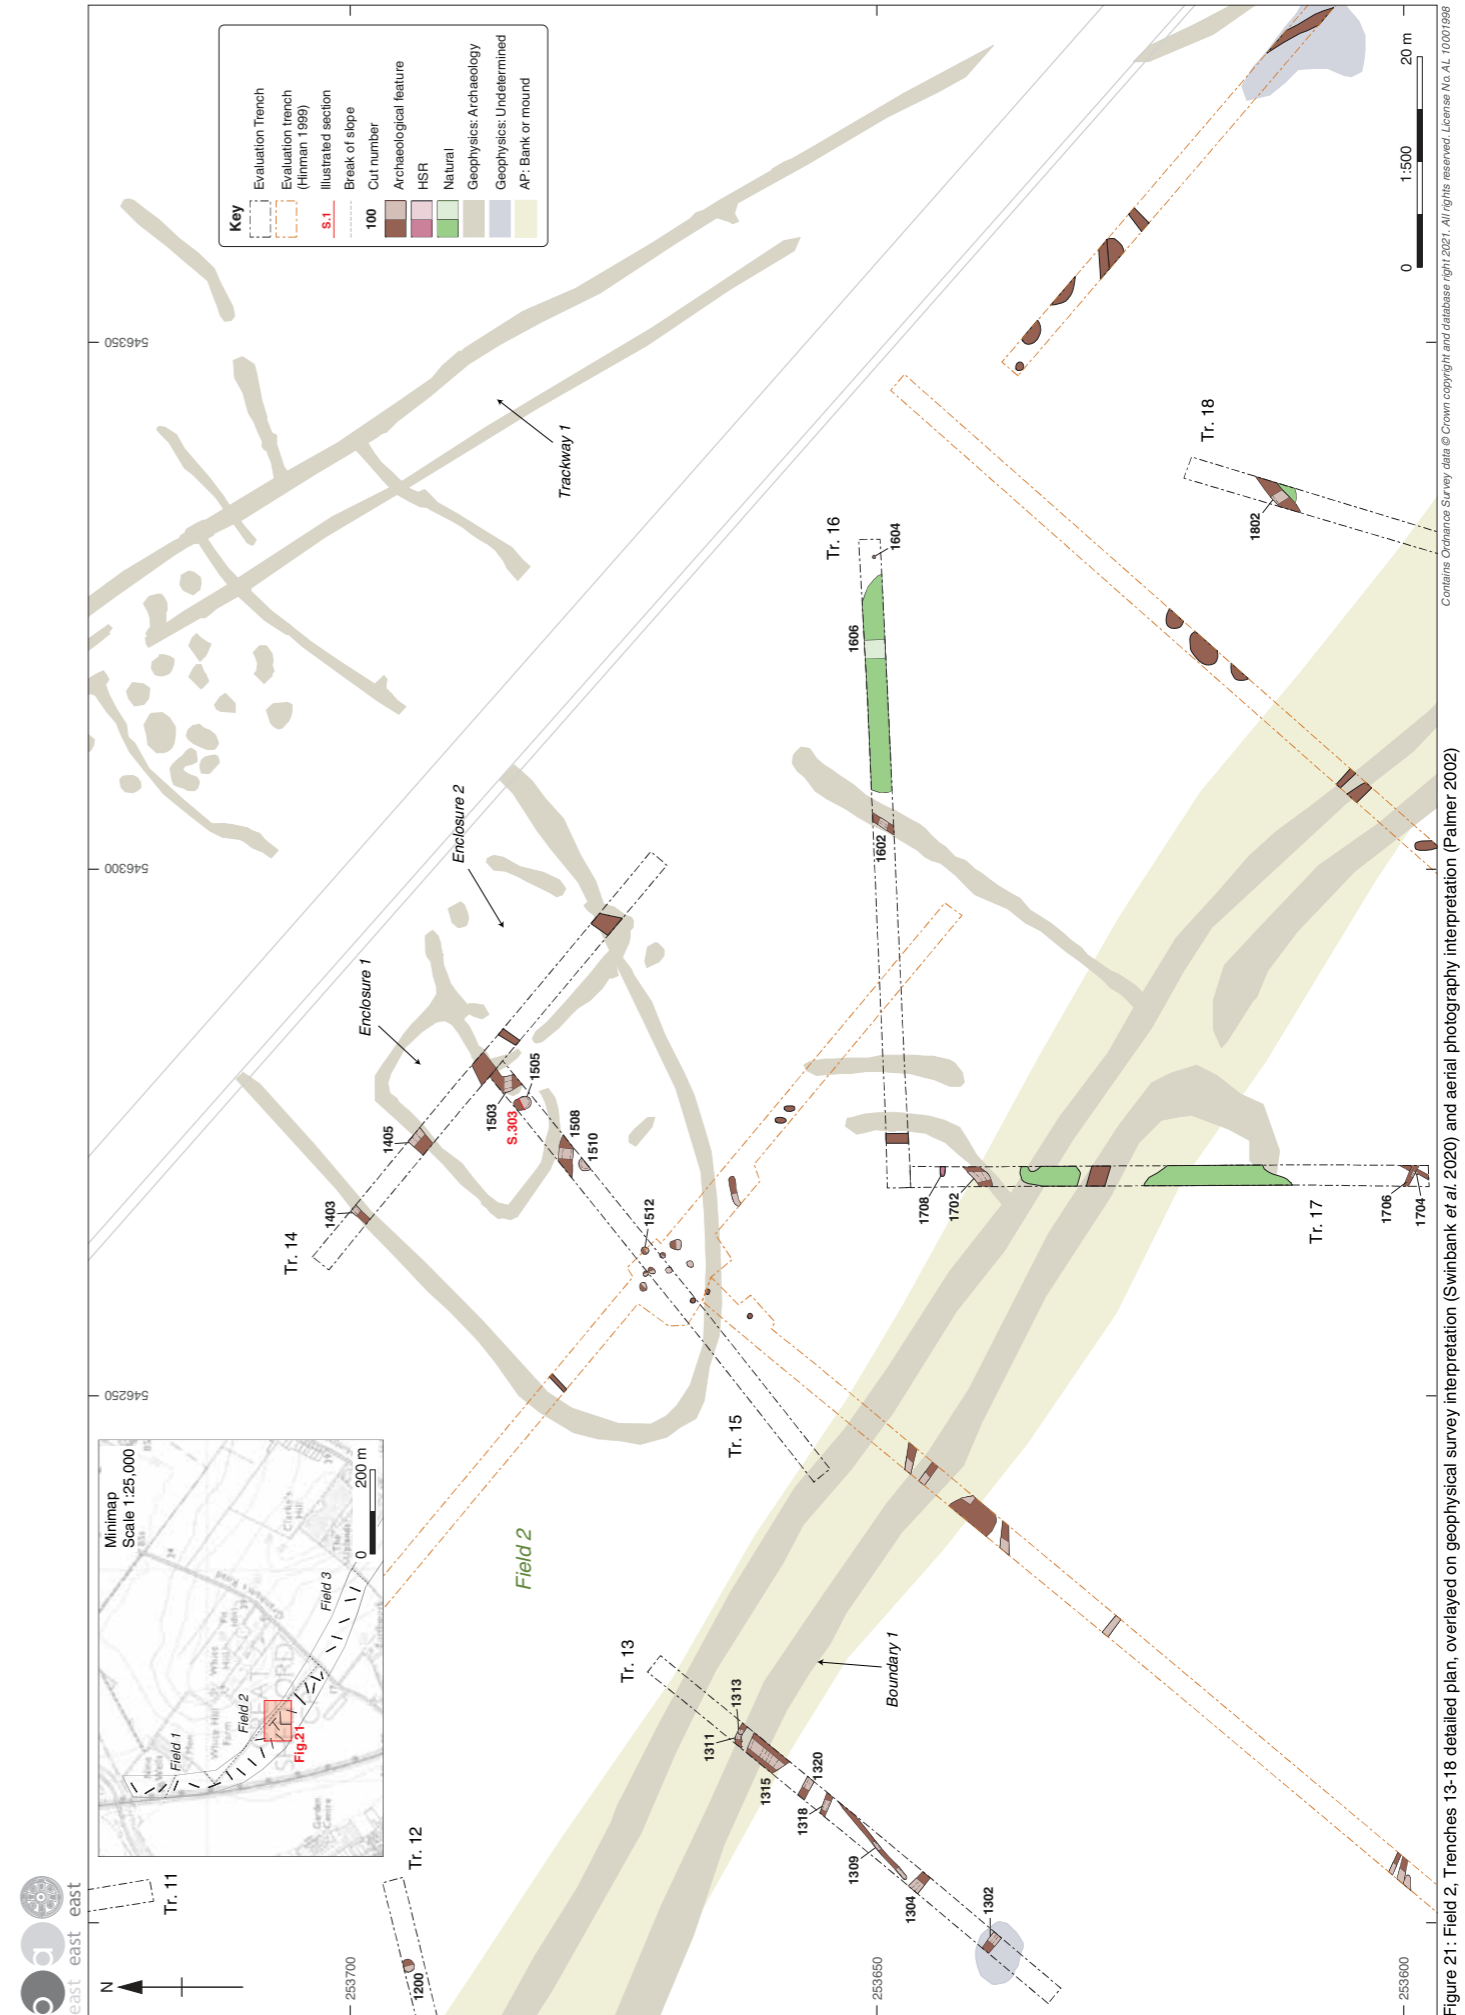 east east east
N
Tr. 11
Tr. 12
1200
Minimap
Scale 1:25,000
0 200 m
Field 1
Field 2
Field 3
Fig.21
Key
Evaluation Trench
Evaluation trench
(Hinman 1999)
S.1 Illustrated section
Break of slope
100 Cut number
Archaeological feature
HSR
Natural
Geophysics: Archaeology
Geophysics: Undetermined
AP: Bank or mound
546250
546300
546350
253700
253650
253600
Trackway 1
Enclosure 2
Enclosure 1
Tr. 14
1403
1405
1503
S.303
1505
1508
1510
1512
Tr. 15
Field 2
Tr. 13
1311
1313
1315
1320
1318
1309
1304
1302
Boundary 1
Tr. 16
1604
1606
1602
1708
1702
Tr. 17
1706
1704
Tr. 18
1802
0 1:500 20 m
Contains Ordnance Survey data © Crown copyright and database right 2021. All rights reserved. License No. AL 10001998
Figure 21: Field 2, Trenches 13-18 detailed plan, overlayed on geophysical survey interpretation (Swinbank et al. 2020) and aerial photography interpretation (Palmer 2002)